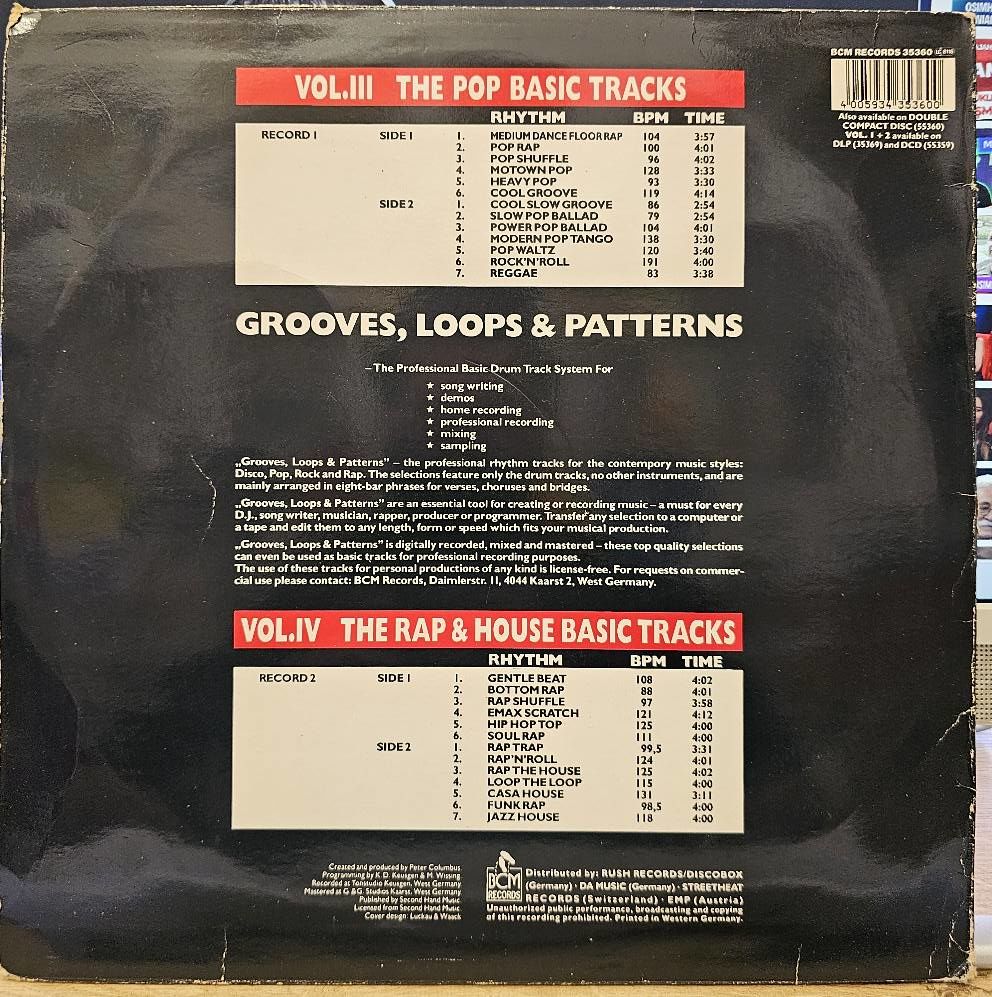 BCM RECORDS 35360
4 005934 353600
Also available on DOUBLE
COMPACT DISC (55360)
VOL. 1 + 2 available on
DLP (35369) and DCD (55359)
VOL.III THE POP BASIC TRACKS
RHYTHM BPM TIME
RECORD 1 SIDE 1 1. MEDIUM DANCE FLOOR RAP 104 3:57
2. POP RAP 100 4:01
3. POP SHUFFLE 96 4:02
4. MOTOWN POP 128 3:33
5. HEAVY POP 93 3:30
6. COOL GROOVE 119 4:14
SIDE 2 1. COOL SLOW GROOVE 86 2:54
2. SLOW POP BALLAD 79 2:54
3. POWER POP BALLAD 104 4:01
4. MODERN POP TANGO 138 3:30
5. POP WALTZ 120 3:40
6. ROCK'N'ROLL 191 4:00
7. REGGAE 83 3:38
GROOVES, LOOPS & PATTERNS
– The Professional Basic Drum Track System For
★ song writing
★ demos
★ home recording
★ professional recording
★ mixing
★ sampling
„Grooves, Loops & Patterns” – the professional rhythm tracks for the contempory music styles:
Disco, Pop, Rock and Rap. The selections feature only the drum tracks, no other instruments, and are
mainly arranged in eight-bar phrases for verses, choruses and bridges.
„Grooves, Loops & Patterns” are an essential tool for creating or recording music – a must for every
D.J., song writer, musician, rapper, producer or programmer. Transfer any selection to a computer or
a tape and edit them to any length, form or speed which fits your musical production.
„Grooves, Loops & Patterns” is digitally recorded, mixed and mastered – these top quality selections
can even be used as basic tracks for professional recording purposes.
The use of these tracks for personal productions of any kind is license-free. For requests on commer-
cial use please contact: BCM Records, Daimlerstr. 11, 4044 Kaarst 2, West Germany.
VOL.IV THE RAP & HOUSE BASIC TRACKS
RHYTHM BPM TIME
RECORD 2 SIDE 1 1. GENTLE BEAT 108 4:02
2. BOTTOM RAP 88 4:01
3. RAP SHUFFLE 97 3:58
4. EMAX SCRATCH 121 4:12
5. HIP HOP TOP 125 4:00
6. SOUL RAP 111 4:00
SIDE 2 1. RAP TRAP 99,5 3:31
2. RAP'N'ROLL 124 4:01
3. RAP THE HOUSE 125 4:02
4. LOOP THE LOOP 115 4:00
5. CASA HOUSE 131 3:11
6. FUNK RAP 98,5 4:00
7. JAZZ HOUSE 118 4:00
Created and produced by Peter Columbus
Programming by K.D. Keusgen & M. Wissing
Recorded at Tonstudio Keusgen, West Germany
Mastered at G & G Studios Kaarst, West Germany
Published by Second Hand Music
Licensed from Second Hand Music
Cover design: Luckau & Waack
BCM
RECORDS
Distributed by: RUSH RECORDS/DISCOBOX
(Germany) · DA MUSIC (Germany) · STREETHEAT
RECORDS (Switzerland) · EMP (Austria)
Unauthorized public performance, broadcasting and copying
of this recording prohibited. Printed in Western Germany.